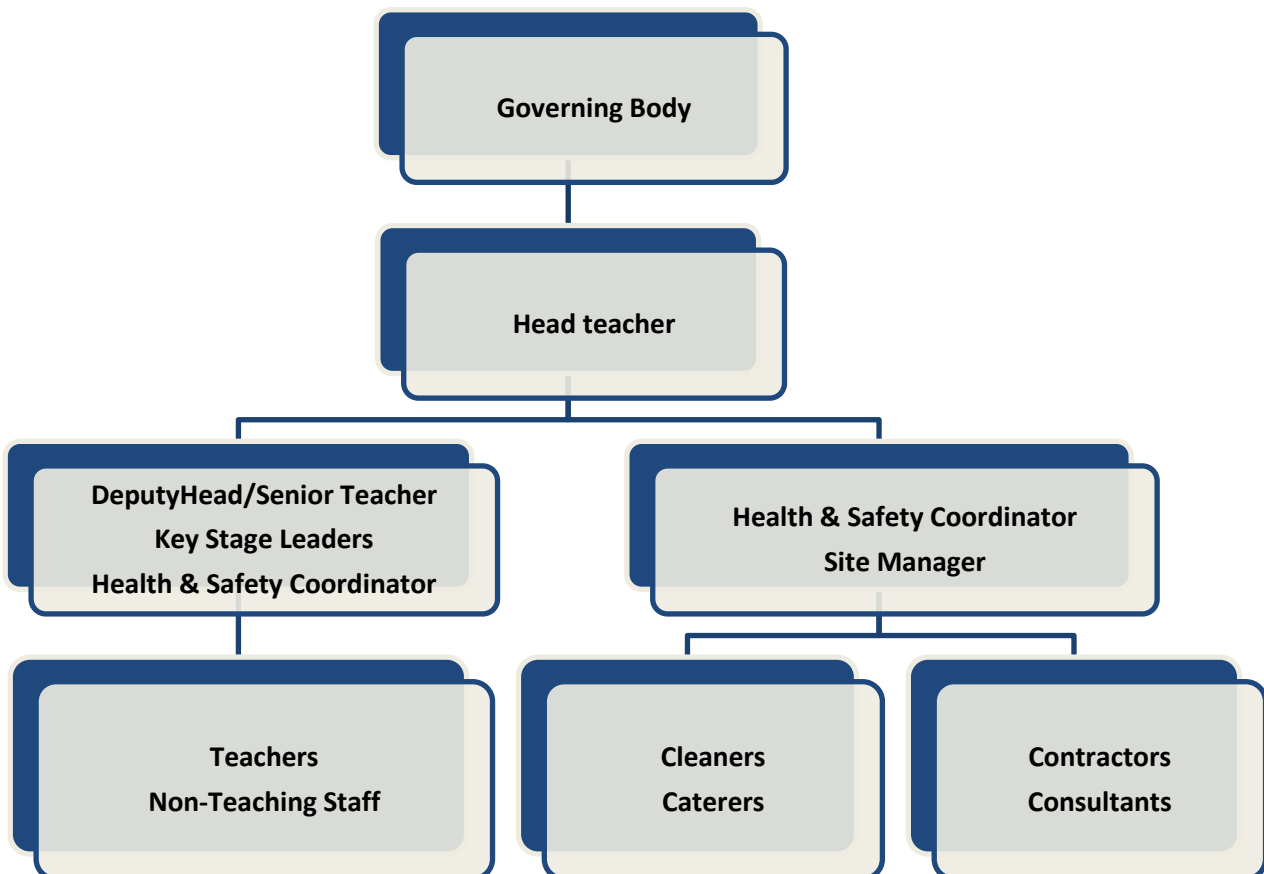 Governing Body
Head teacher
DeputyHead/Senior Teacher
Key Stage Leaders
Health & Safety Coordinator
Health & Safety Coordinator
Site Manager
Teachers
Non-Teaching Staff
Cleaners
Caterers
Contractors
Consultants